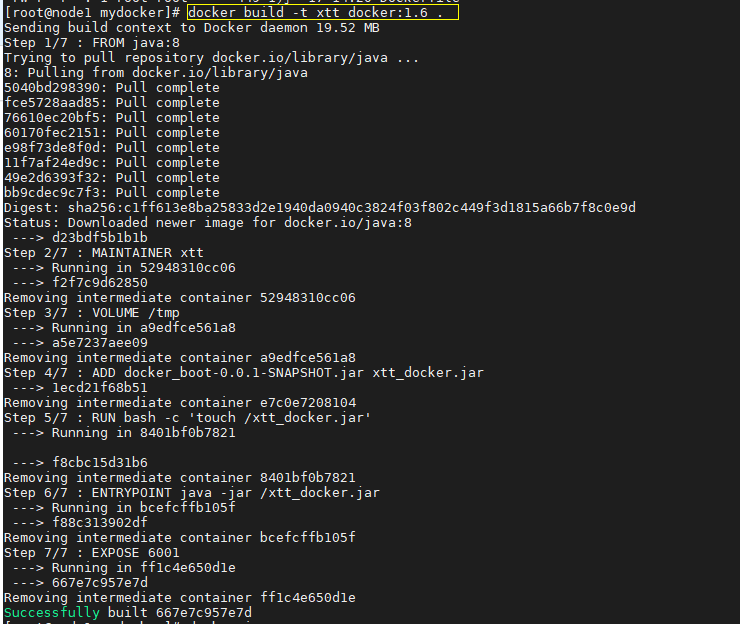 [root@node1 mydocker]# docker build -t xtt docker:1.6 .
Sending build context to Docker daemon 19.52 MB
Step 1/7 : FROM java:8
Trying to pull repository docker.io/library/java ...
8: Pulling from docker.io/library/java
5040bd298390: Pull complete
fce5728aad85: Pull complete
76610ec20bf5: Pull complete
60170fec2151: Pull complete
e98f73de8f0d: Pull complete
11f7af24ed9c: Pull complete
49e2d6393f32: Pull complete
bb9cdec9c7f3: Pull complete
Digest: sha256:c1ff613e8ba25833d2e1940da0940c3824f03f802c449f3d1815a66b7f8c0e9d
Status: Downloaded newer image for docker.io/java:8
---> d23bdf5b1b1b
Step 2/7 : MAINTAINER xtt
---> Running in 52948310cc06
---> f2f7c9d62850
Removing intermediate container 52948310cc06
Step 3/7 : VOLUME /tmp
---> Running in a9edfce561a8
---> a5e7237aee09
Removing intermediate container a9edfce561a8
Step 4/7 : ADD docker_boot-0.0.1-SNAPSHOT.jar xtt_docker.jar
---> 1ecd21f68b51
Removing intermediate container e7c0e7208104
Step 5/7 : RUN bash -c 'touch /xtt_docker.jar'
---> Running in 8401bf0b7821
---> f8cbc15d31b6
Removing intermediate container 8401bf0b7821
Step 6/7 : ENTRYPOINT java -jar /xtt_docker.jar
---> Running in bcefcffb105f
---> f88c313902df
Removing intermediate container bcefcffb105f
Step 7/7 : EXPOSE 6001
---> Running in ff1c4e650d1e
---> 667e7c957e7d
Removing intermediate container ff1c4e650d1e
Successfully built 667e7c957e7d